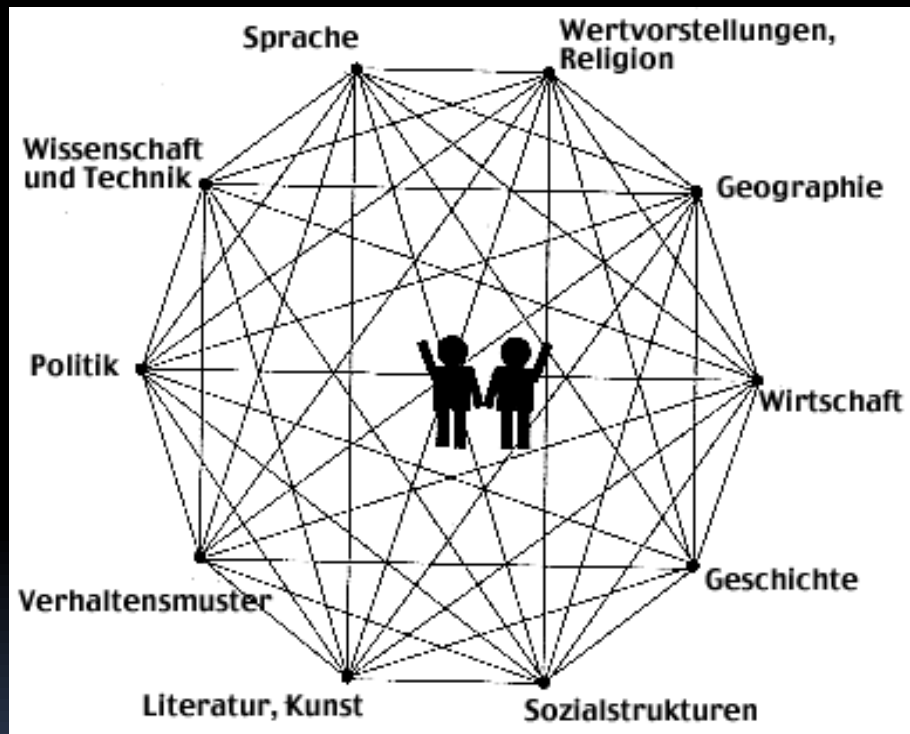 Sprache
Wertvorstellungen,
Religion
Wissenschaft
und Technik
Geographie
Politik
Wirtschaft
Verhaltensmuster
Geschichte
Literatur, Kunst
Sozialstrukturen